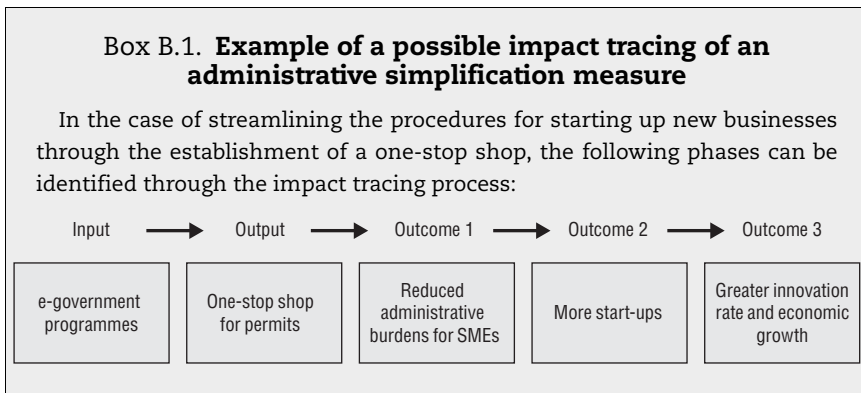 Box B.1. Example of a possible impact tracing of an
administrative simplification measure
In the case of streamlining the procedures for starting up new businesses
through the establishment of a one-stop shop, the following phases can be
identified through the impact tracing process:
Input Output Outcome 1 Outcome 2 Outcome 3
e-government
programmes
One-stop shop
for permits
Reduced
administrative
burdens for SMEs
More start-ups
Greater innovation
rate and economic
growth